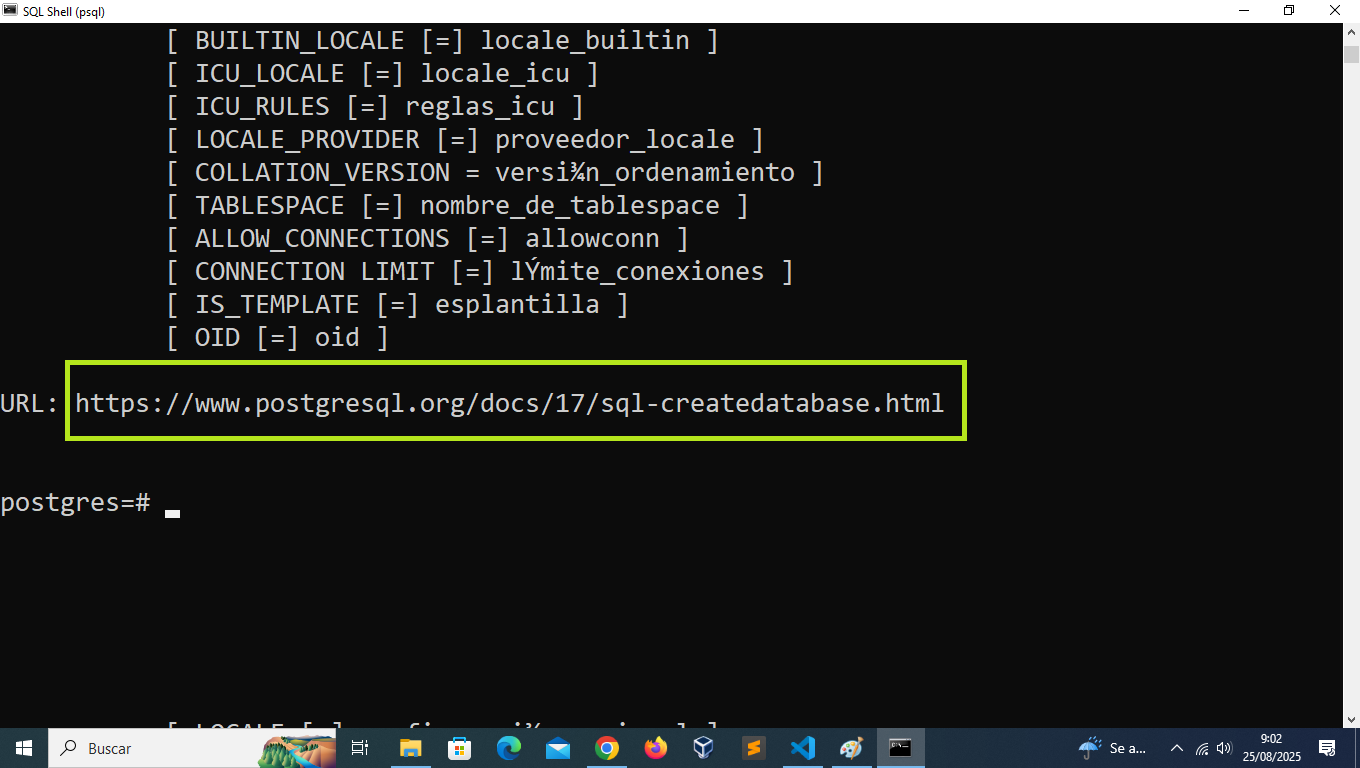 SQL Shell (psql)
[ BUILTIN_LOCALE [=] locale_builtin ]
[ ICU_LOCALE [=] locale_icu ]
[ ICU_RULES [=] reglas_icu ]
[ LOCALE_PROVIDER [=] proveedor_locale ]
[ COLLATION_VERSION = versi¾n_ordenamiento ]
[ TABLESPACE [=] nombre_de_tablespace ]
[ ALLOW_CONNECTIONS [=] allowconn ]
[ CONNECTION LIMIT [=] lÝmite_conexiones ]
[ IS_TEMPLATE [=] esplantilla ]
[ OID [=] oid ]
URL: https://www.postgresql.org/docs/17/sql-createdatabase.html
postgres=#
Buscar
Se a...
9:02
25/08/2025